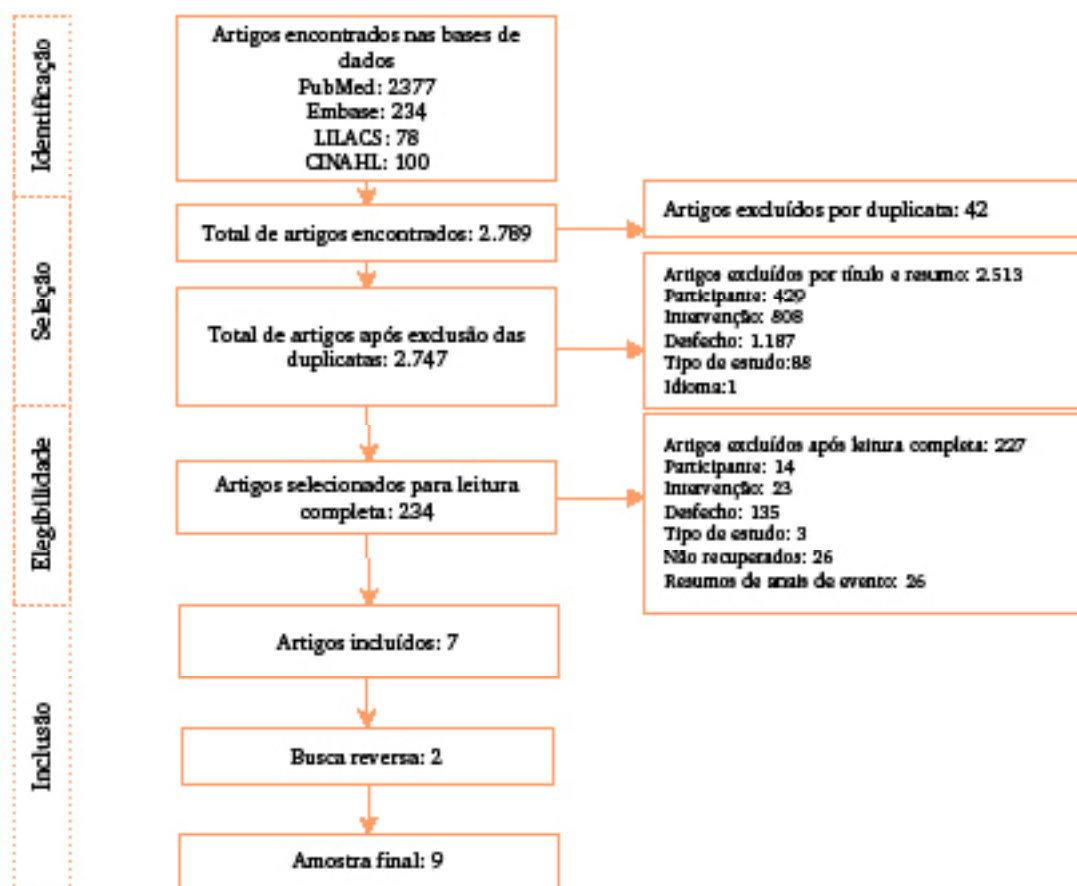 Identificação
Artigos encontrados nas bases de
dados
PubMed: 2377
Embase: 234
LILACS: 78
CINAHL: 100
Seleção
Total de artigos encontrados: 2.789
Artigos excluídos por duplicata: 42
Total de artigos após exclusão das
duplicatas: 2.747
Artigos excluídos por título e resumo: 2.513
Participante: 429
Intervenção: 808
Desfecho: 1.187
Tipo de estudo:88
Idioma:1
Elegibilidade
Artigos selecionados para leitura
completa: 234
Artigos excluídos após leitura completa: 227
Participante: 14
Intervenção: 23
Desfecho: 135
Tipo de estudo: 3
Não recuperados: 26
Resumos de anais de evento: 26
Inclusão
Artigos incluídos: 7
Busca reversa: 2
Amostra final: 9